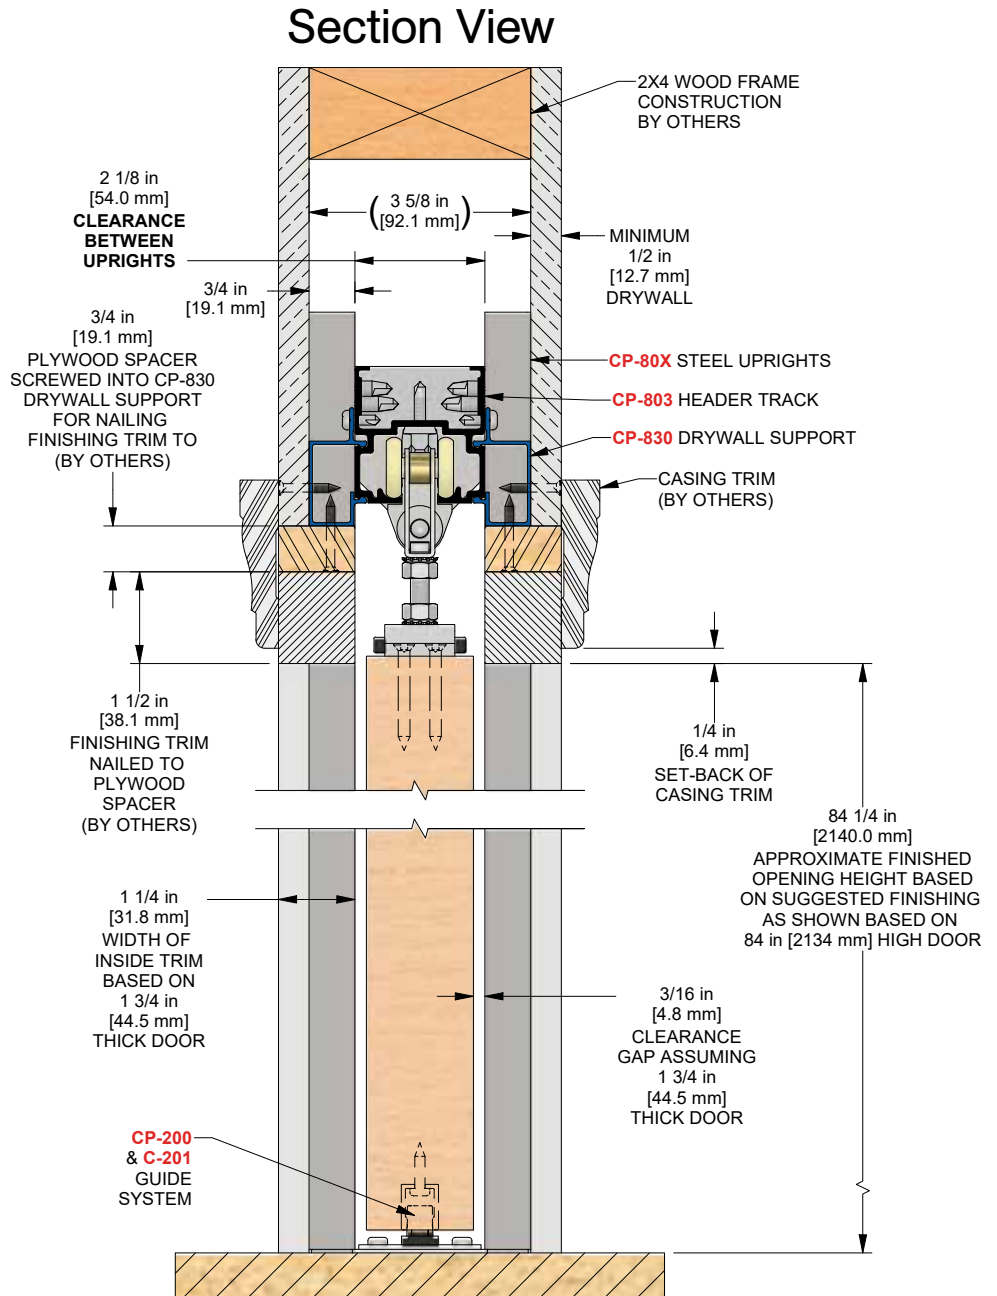 Section View
2X4 WOOD FRAME
CONSTRUCTION
BY OTHERS
2 1/8 in
[54.0 mm]
CLEARANCE
BETWEEN
UPRIGHTS
(3 5/8 in
[92.1 mm])
MINIMUM
1/2 in
[12.7 mm]
DRYWALL
3/4 in
[19.1 mm]
3/4 in
[19.1 mm]
PLYWOOD SPACER
SCREWED INTO CP-830
DRYWALL SUPPORT
FOR NAILING
FINISHING TRIM TO
(BY OTHERS)
CP-80X STEEL UPRIGHTS
CP-803 HEADER TRACK
CP-830 DRYWALL SUPPORT
CASING TRIM
(BY OTHERS)
1 1/2 in
[38.1 mm]
FINISHING TRIM
NAILED TO
PLYWOOD
SPACER
(BY OTHERS)
1/4 in
[6.4 mm]
SET-BACK OF
CASING TRIM
84 1/4 in
[2140.0 mm]
APPROXIMATE FINISHED
OPENING HEIGHT BASED
ON SUGGESTED FINISHING
AS SHOWN BASED ON
84 in [2134 mm] HIGH DOOR
1 1/4 in
[31.8 mm]
WIDTH OF
INSIDE TRIM
BASED ON
1 3/4 in
[44.5 mm]
THICK DOOR
3/16 in
[4.8 mm]
CLEARANCE
GAP ASSUMING
1 3/4 in
[44.5 mm]
THICK DOOR
CP-200
& C-201
GUIDE
SYSTEM